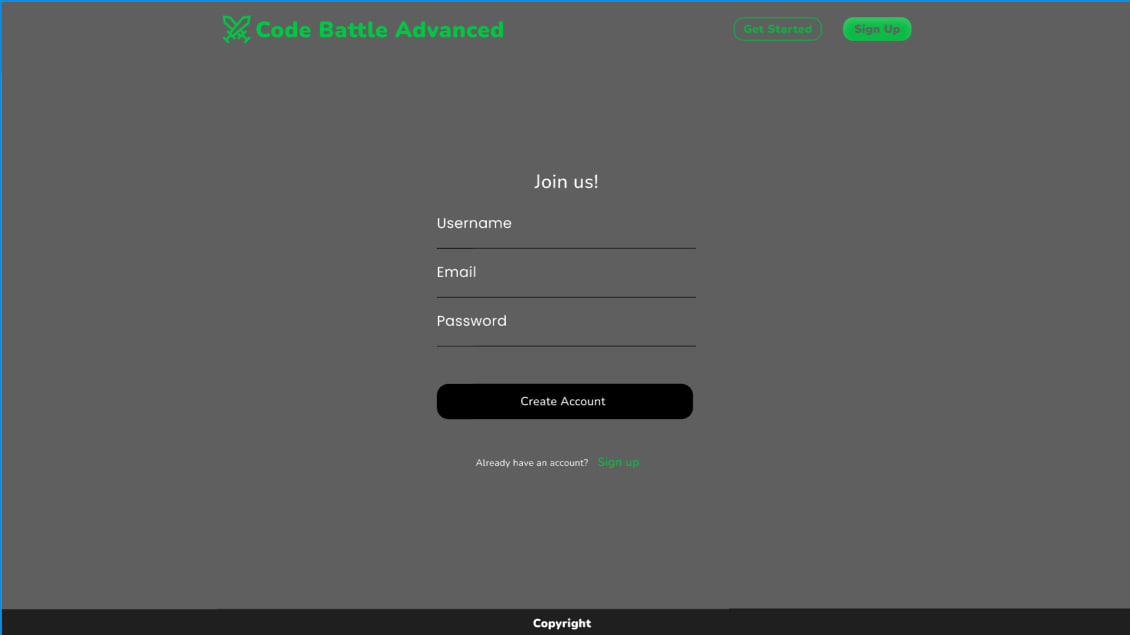 Code Battle Advanced
Get Started
Sign Up
Join us!
Username
Email
Password
Create Account
Already have an account? Sign up
Copyright